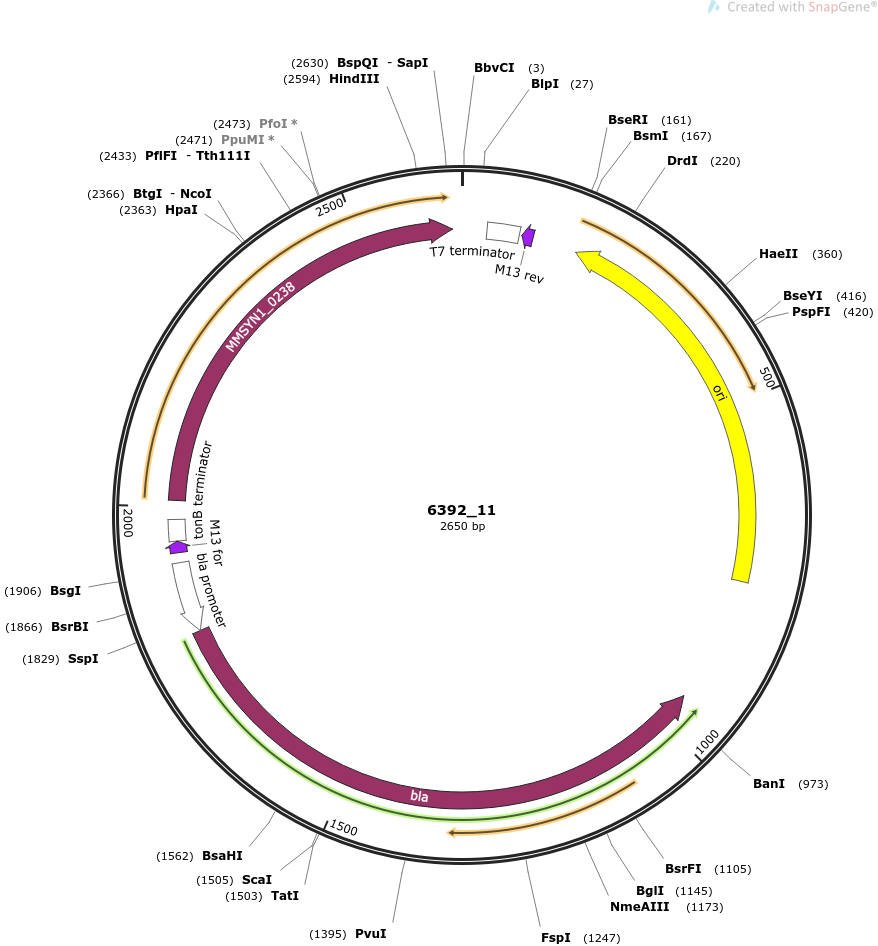 Created with SnapGene®
(2630) BspQI - SapI
(2594) HindIII
BbvCI (3)
BlpI (27)
(2473) PfoI *
(2471) PpuMI *
(2433) PflFI - Tth111I
BseRI (161)
BsmI (167)
DrdI (220)
(2366) BtgI - NcoI
(2363) HpaI
2500
T7 terminator
M13 rev
HaeII (360)
BseYI (416)
PspFI (420)
MMSYN1_0238
500
ori
tonB terminator
M13 for
bla promoter
2000
6392_11
2650 bp
(1906) BsgI
(1866) BsrBI
(1829) SspI
1000
BanI (973)
bla
1500
(1562) BsaHI
(1505) ScaI
(1503) TatI
(1395) PvuI
BsrFI (1105)
BglI (1145)
NmeAIII (1173)
FspI (1247)